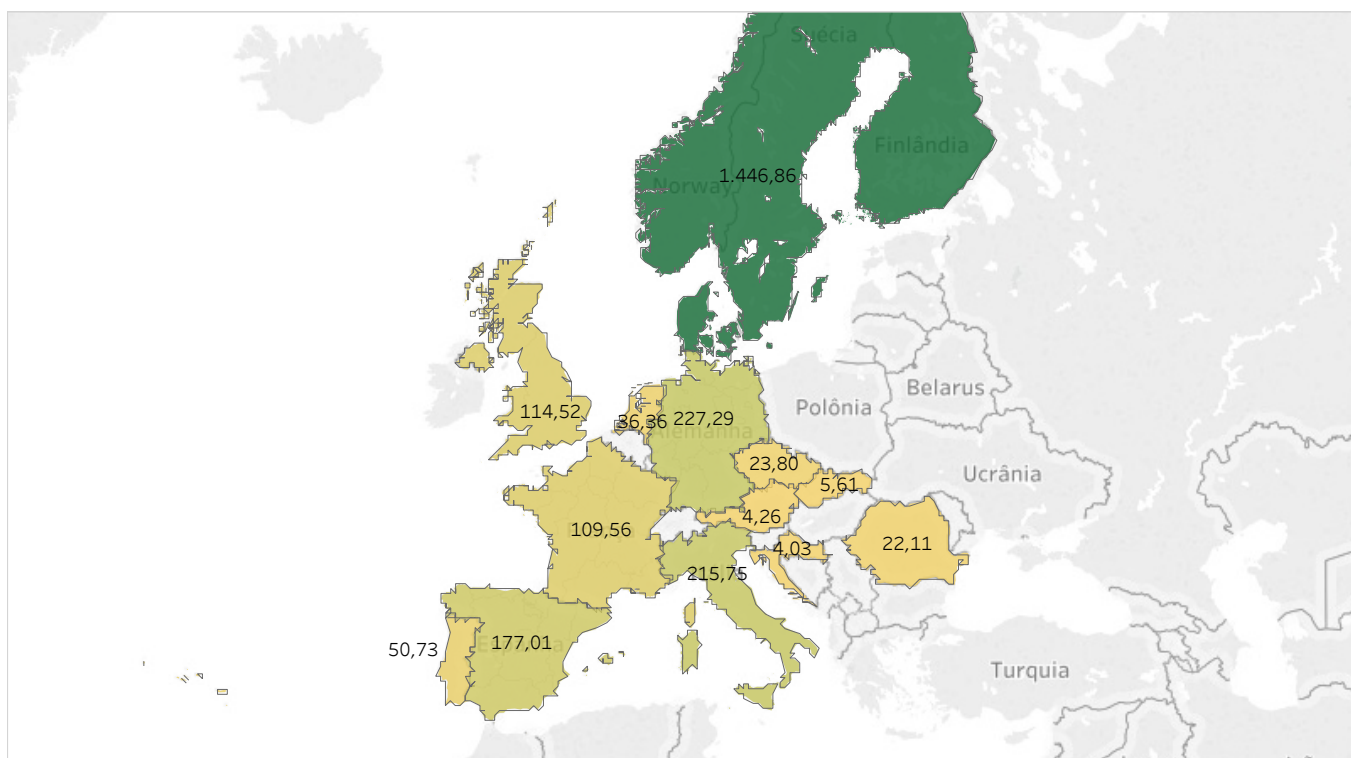 Suécia
Finlândia
1.446,86
Norway
Belarus
Polônia
114,52
36,36
227,29
Alemanha
23,80
Ucrânia
5,61
4,26
109,56
22,11
4,03
215,75
177,01
50,73
Turquia